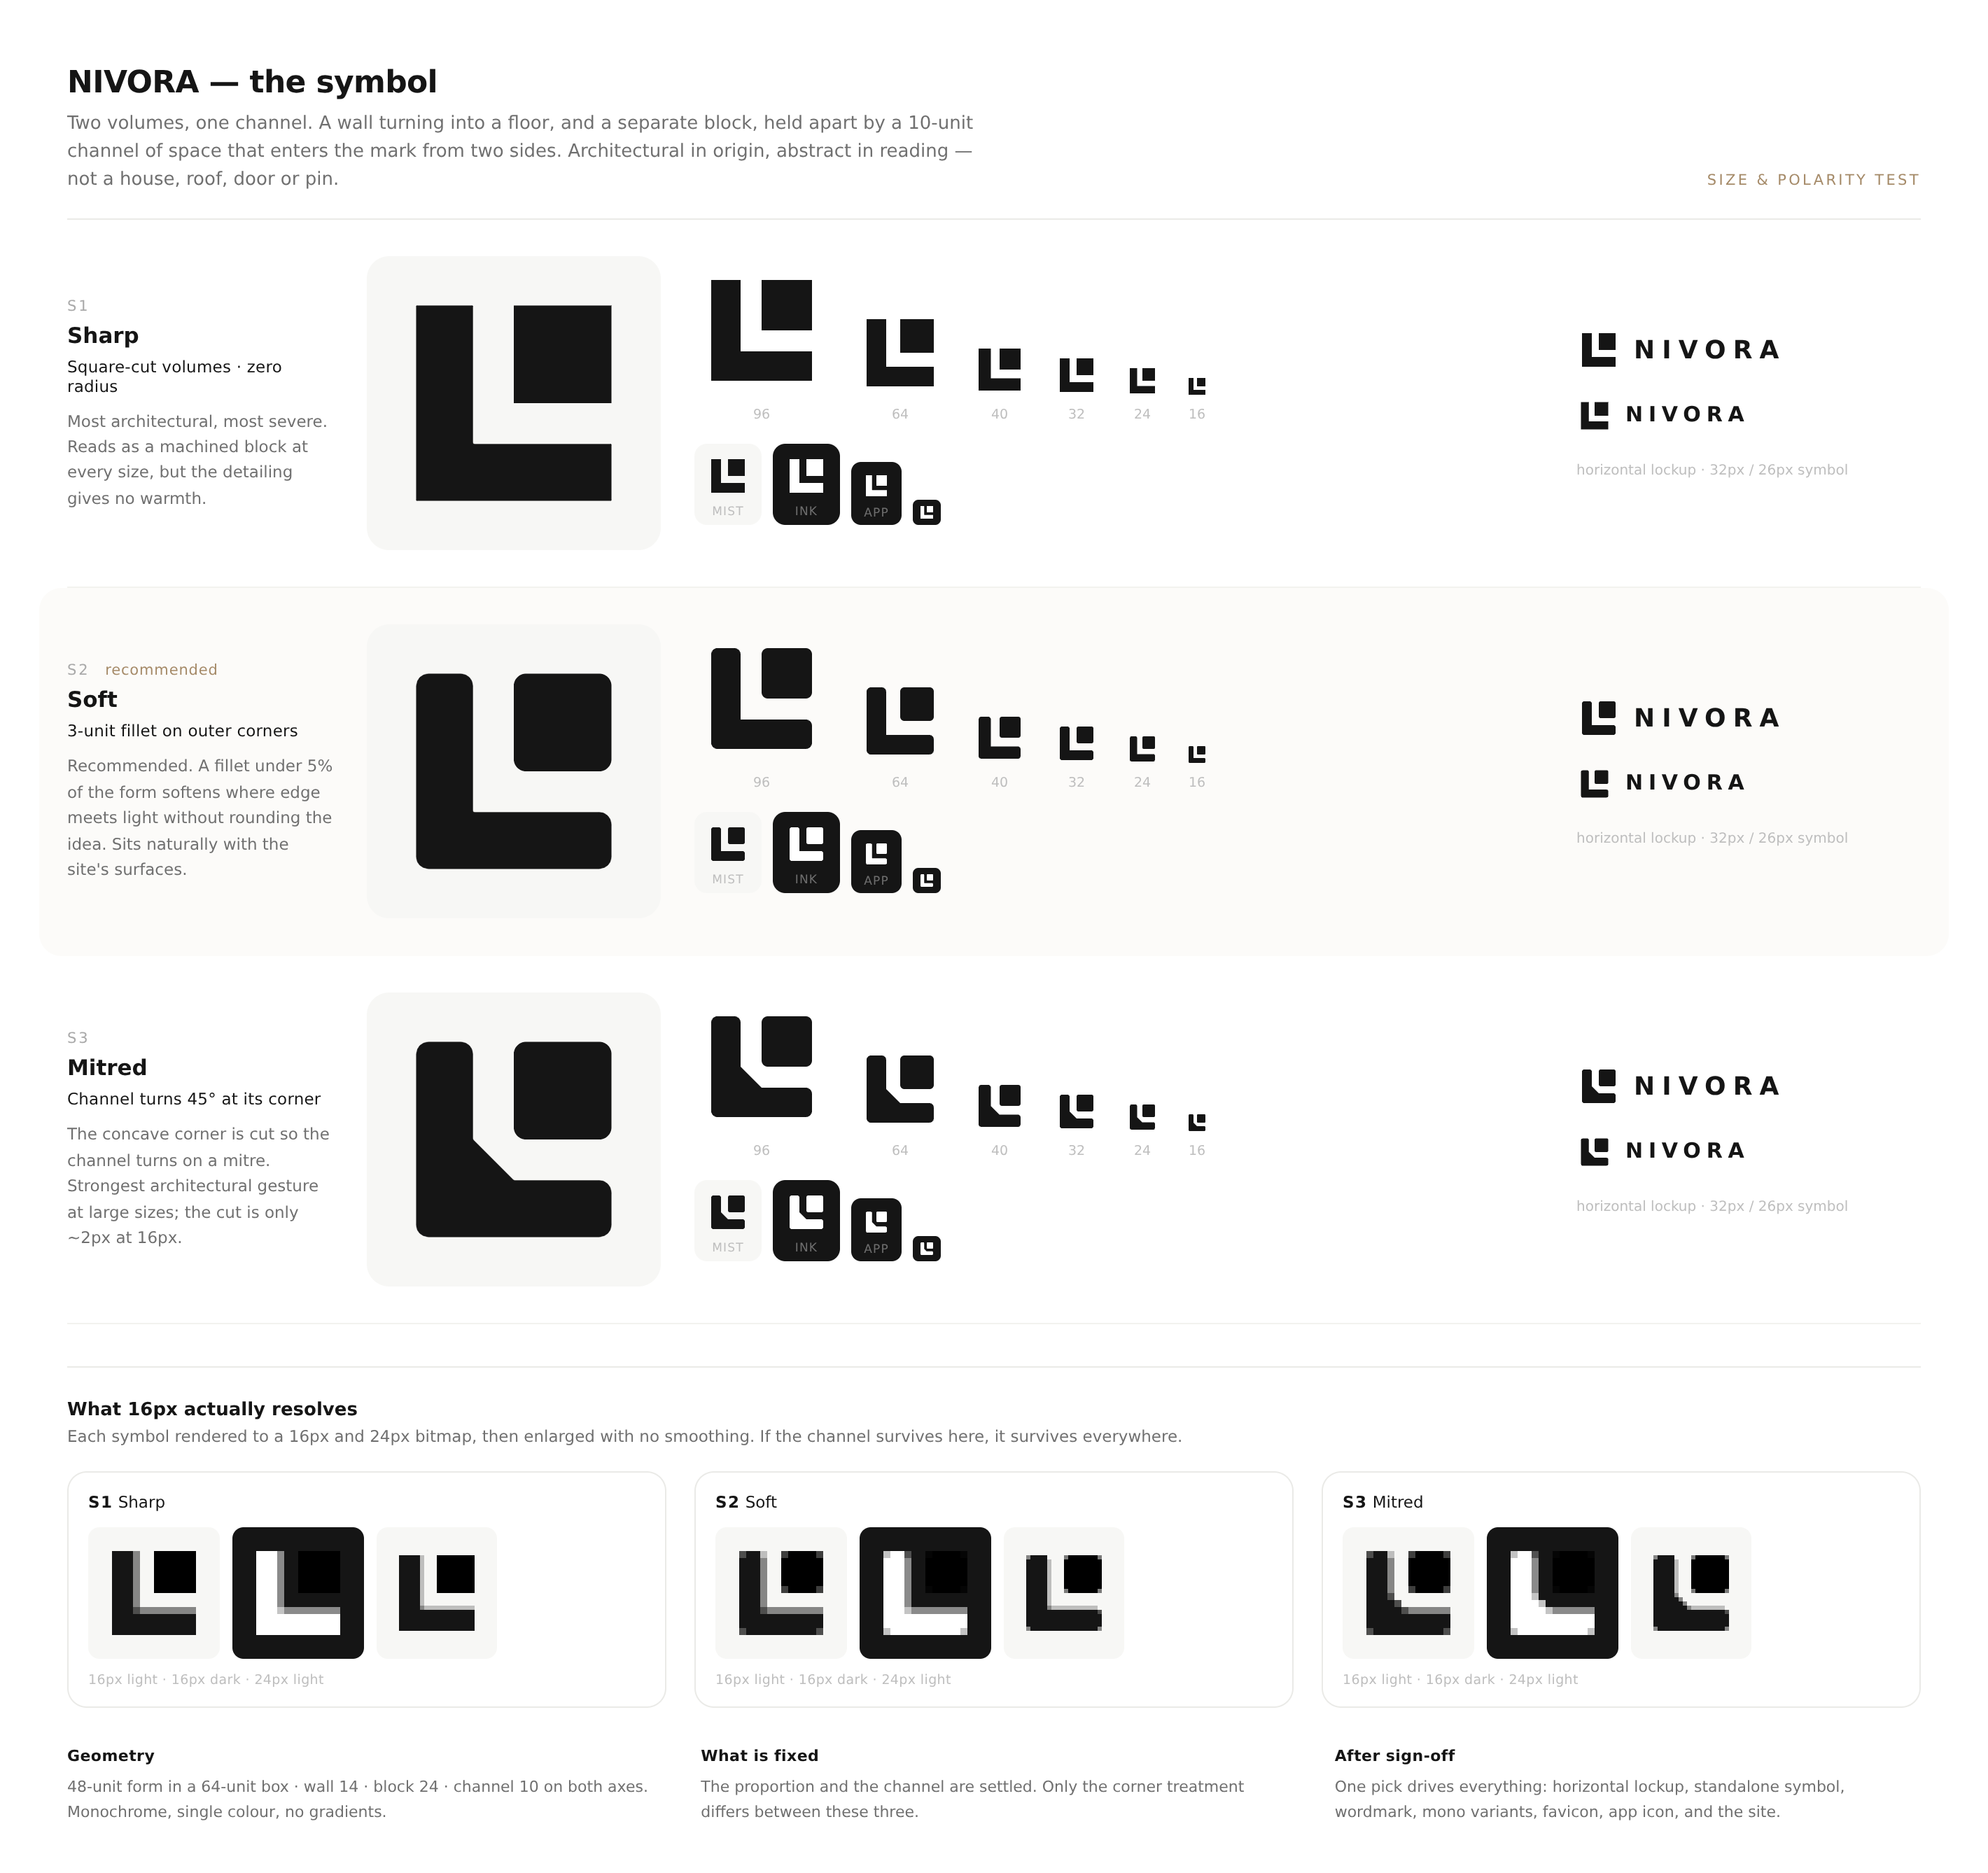 NIVORA — the symbol
Two volumes, one channel. A wall turning into a floor, and a separate block, held apart by a 10-unit
channel of space that enters the mark from two sides. Architectural in origin, abstract in reading —
not a house, roof, door or pin.
SIZE & POLARITY TEST
S1
Sharp
Square-cut volumes · zero
radius
Most architectural, most severe.
Reads as a machined block at
every size, but the detailing
gives no warmth.
96 64 40 32 24 16
MIST INK APP
NIVORA
NIVORA
horizontal lockup · 32px / 26px symbol
S2 recommended
Soft
3-unit fillet on outer corners
Recommended. A fillet under 5%
of the form softens where edge
meets light without rounding the
idea. Sits naturally with the
site's surfaces.
96 64 40 32 24 16
MIST INK APP
NIVORA
NIVORA
horizontal lockup · 32px / 26px symbol
S3
Mitred
Channel turns 45° at its corner
The concave corner is cut so the
channel turns on a mitre.
Strongest architectural gesture
at large sizes; the cut is only
~2px at 16px.
96 64 40 32 24 16
MIST INK APP
NIVORA
NIVORA
horizontal lockup · 32px / 26px symbol
What 16px actually resolves
Each symbol rendered to a 16px and 24px bitmap, then enlarged with no smoothing. If the channel survives here, it survives everywhere.
S1 Sharp
16px light · 16px dark · 24px light
S2 Soft
16px light · 16px dark · 24px light
S3 Mitred
16px light · 16px dark · 24px light
Geometry
48-unit form in a 64-unit box · wall 14 · block 24 · channel 10 on both axes.
Monochrome, single colour, no gradients.
What is fixed
The proportion and the channel are settled. Only the corner treatment
differs between these three.
After sign-off
One pick drives everything: horizontal lockup, standalone symbol,
wordmark, mono variants, favicon, app icon, and the site.